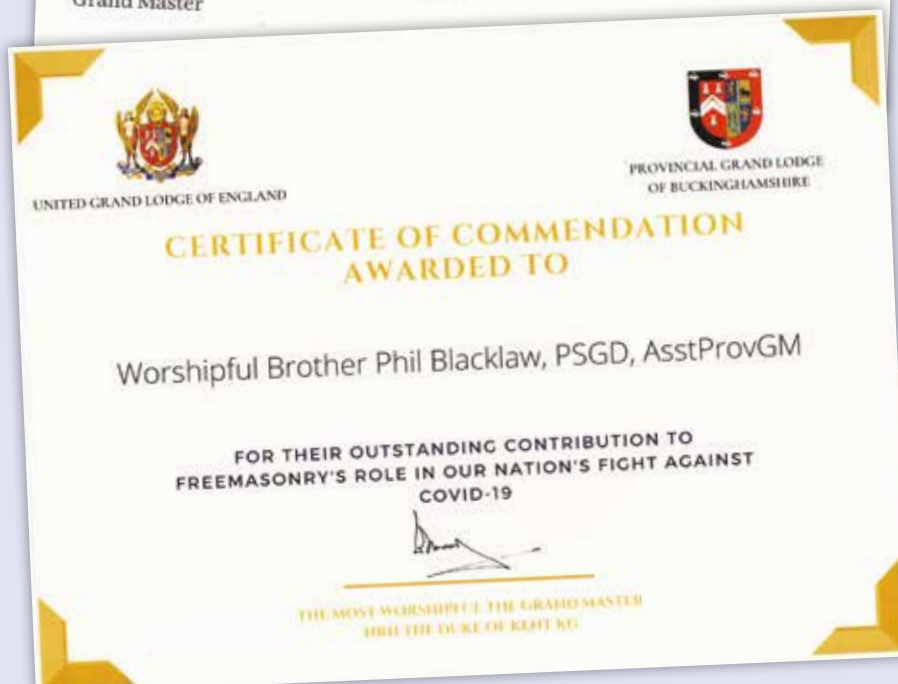 Grand Master
UNITED GRAND LODGE OF ENGLAND
PROVINCIAL GRAND LODGE
OF BUCKINGHAMSHIRE
CERTIFICATE OF COMMENDATION
AWARDED TO
Worshipful Brother Phil Blacklaw, PSGD, AsstProvGM
FOR THEIR OUTSTANDING CONTRIBUTION TO
FREEMASONRY'S ROLE IN OUR NATION'S FIGHT AGAINST
COVID-19
THE MOST WORSHIPFUL THE GRAND MASTER
HRH THE DUKE OF KENT KG